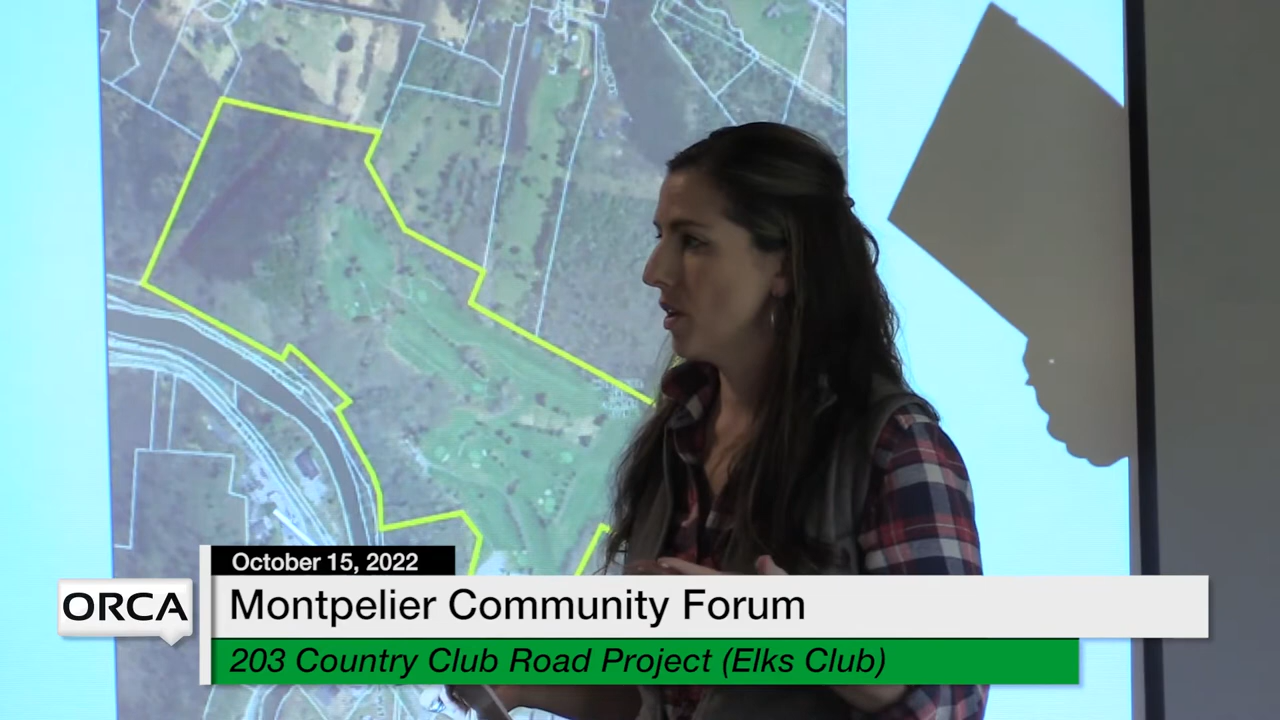 October 15, 2022
ORCA
Montpelier Community Forum
203 Country Club Road Project (Elks Club)